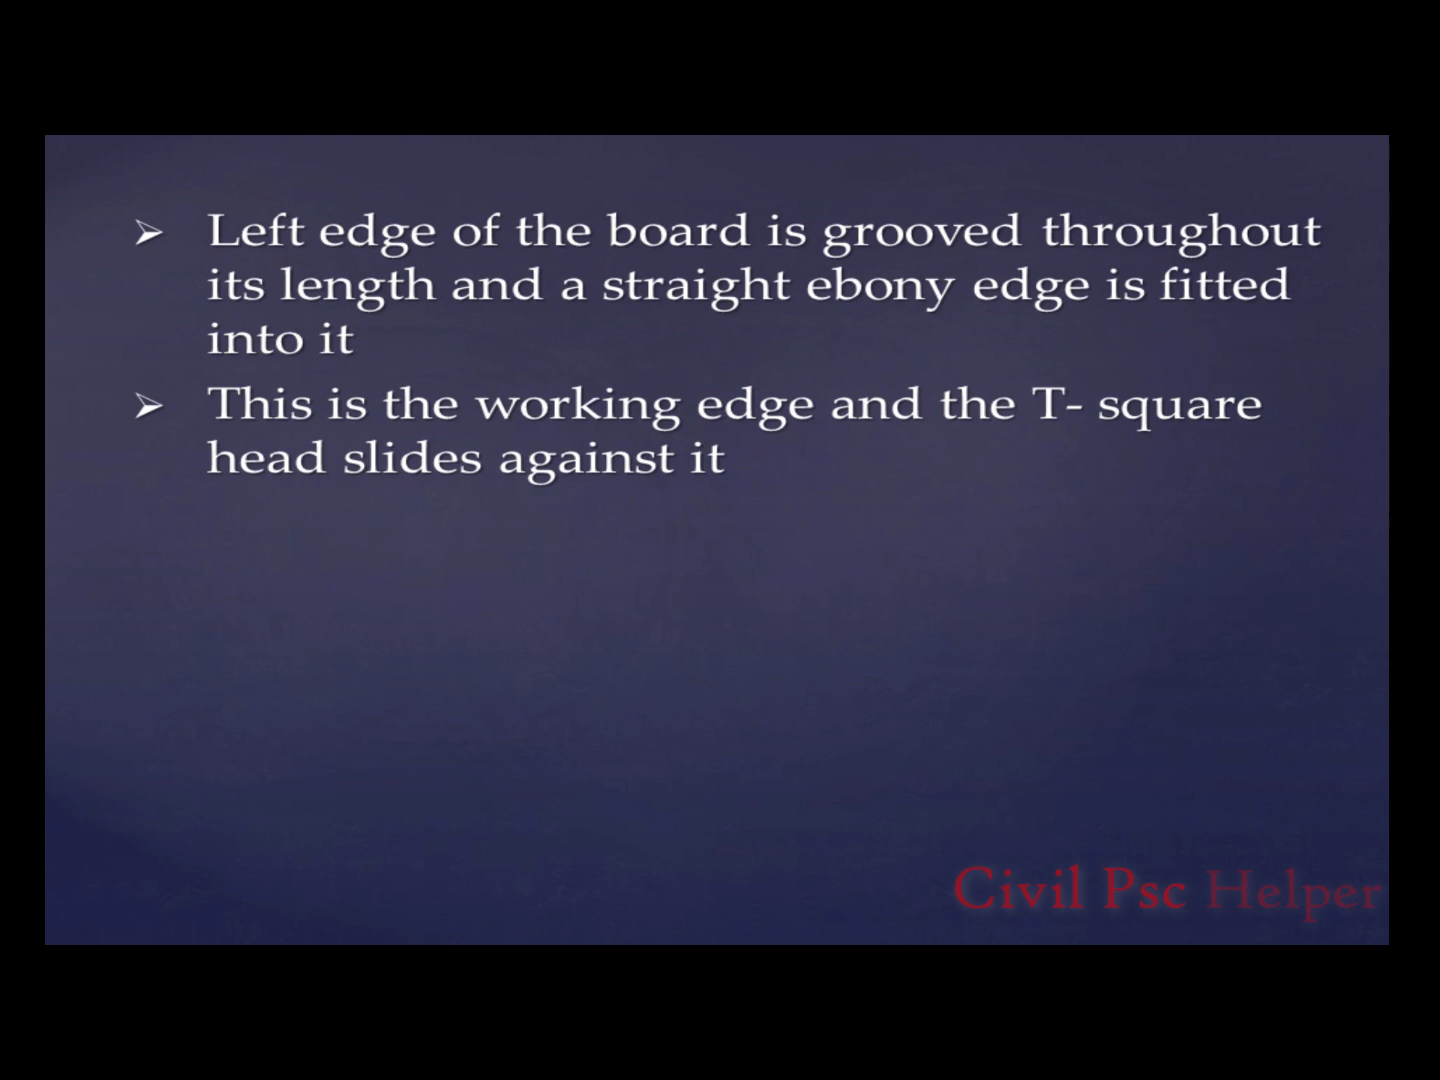 ➢ Left edge of the board is grooved throughout
its length and a straight ebony edge is fitted
into it
➢ This is the working edge and the T- square
head slides against it
Civil Psc Helper